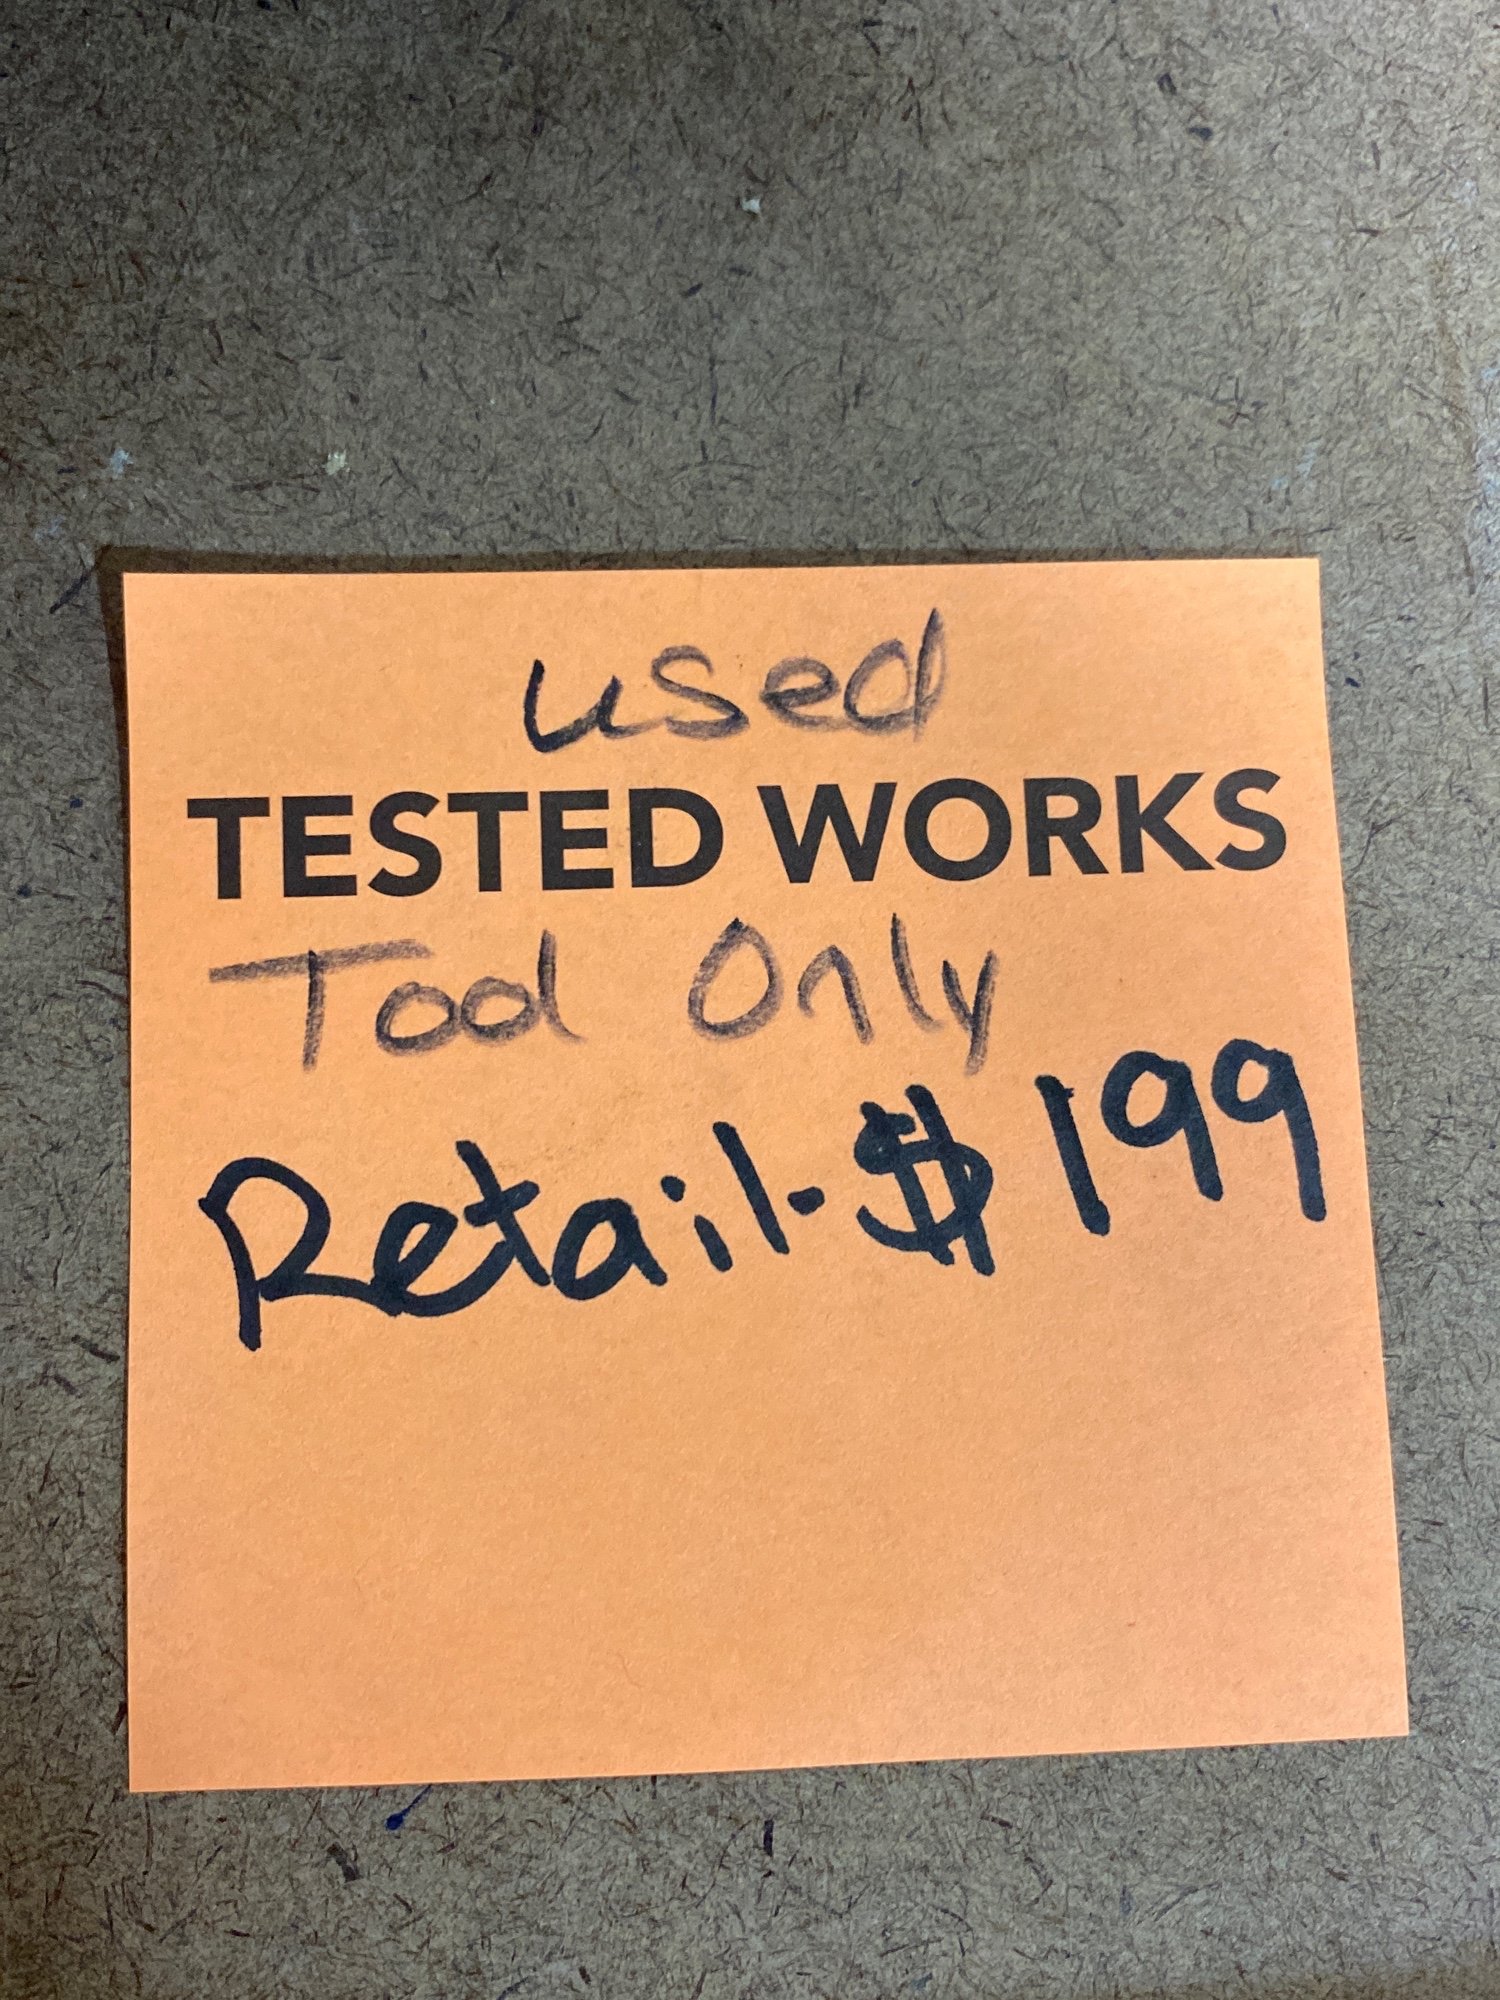 used
TESTED WORKS
Tool Only
Retail-$199